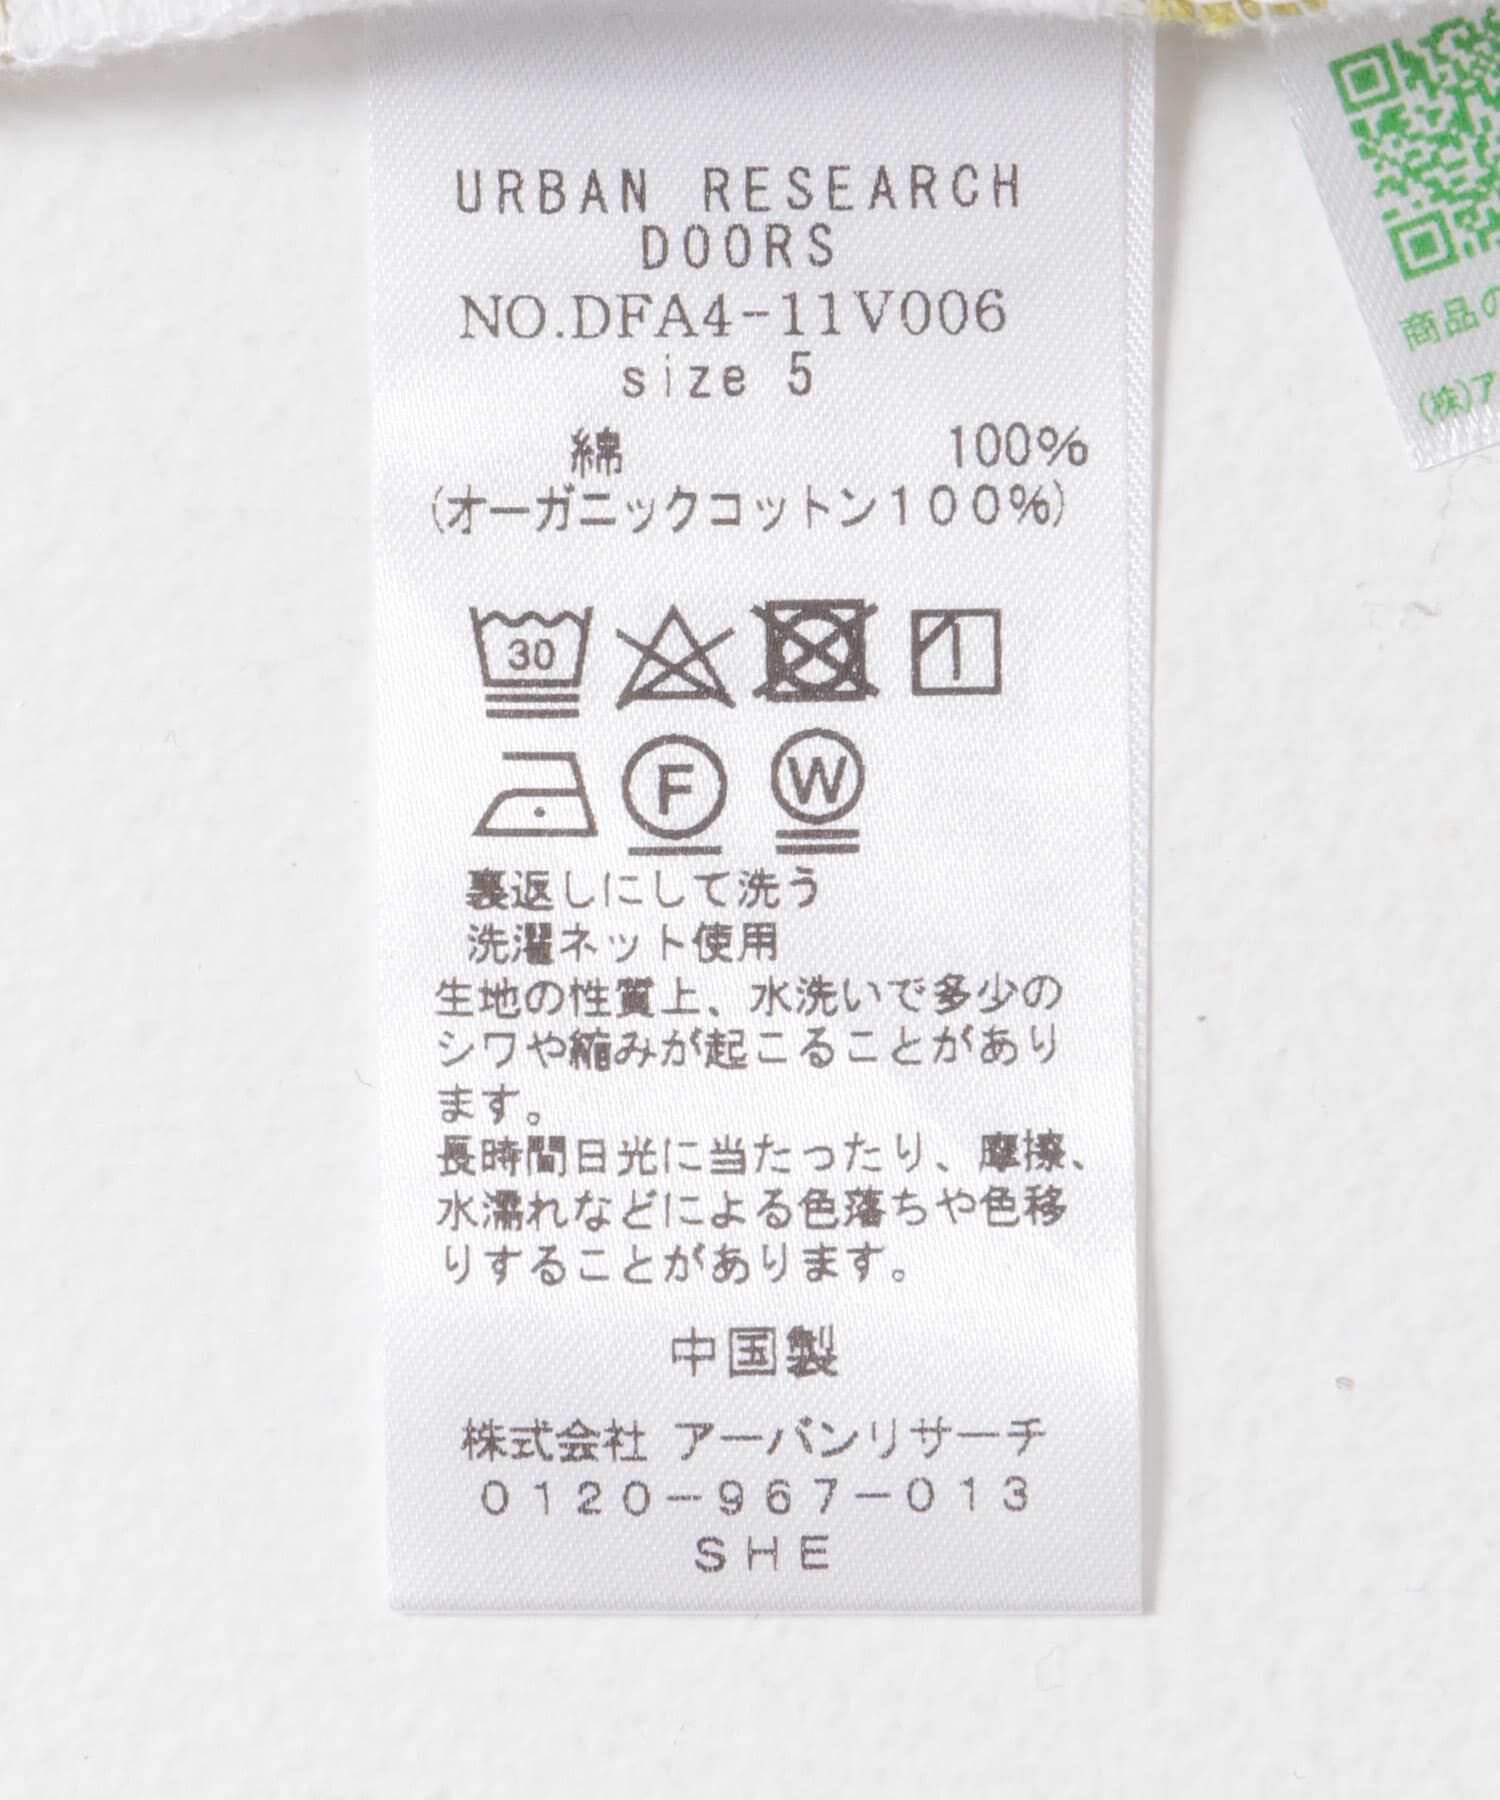 URBAN RESEARCH
DOORS
NO.DFA4-11V006
size 5
綿 100%
(オーガニックコットン100%)
30
F
W
裏返しにして洗う
洗濯ネット使用
生地の性質上、水洗いで多少の
シワや縮みが起こることがあり
ます。
長時間日光に当たったり、摩擦、
水濡れなどによる色落ちや色移
りすることがあります。
中国製
株式会社 アーバンリサーチ
0120-967-013
SHE
商品の
(株)ア